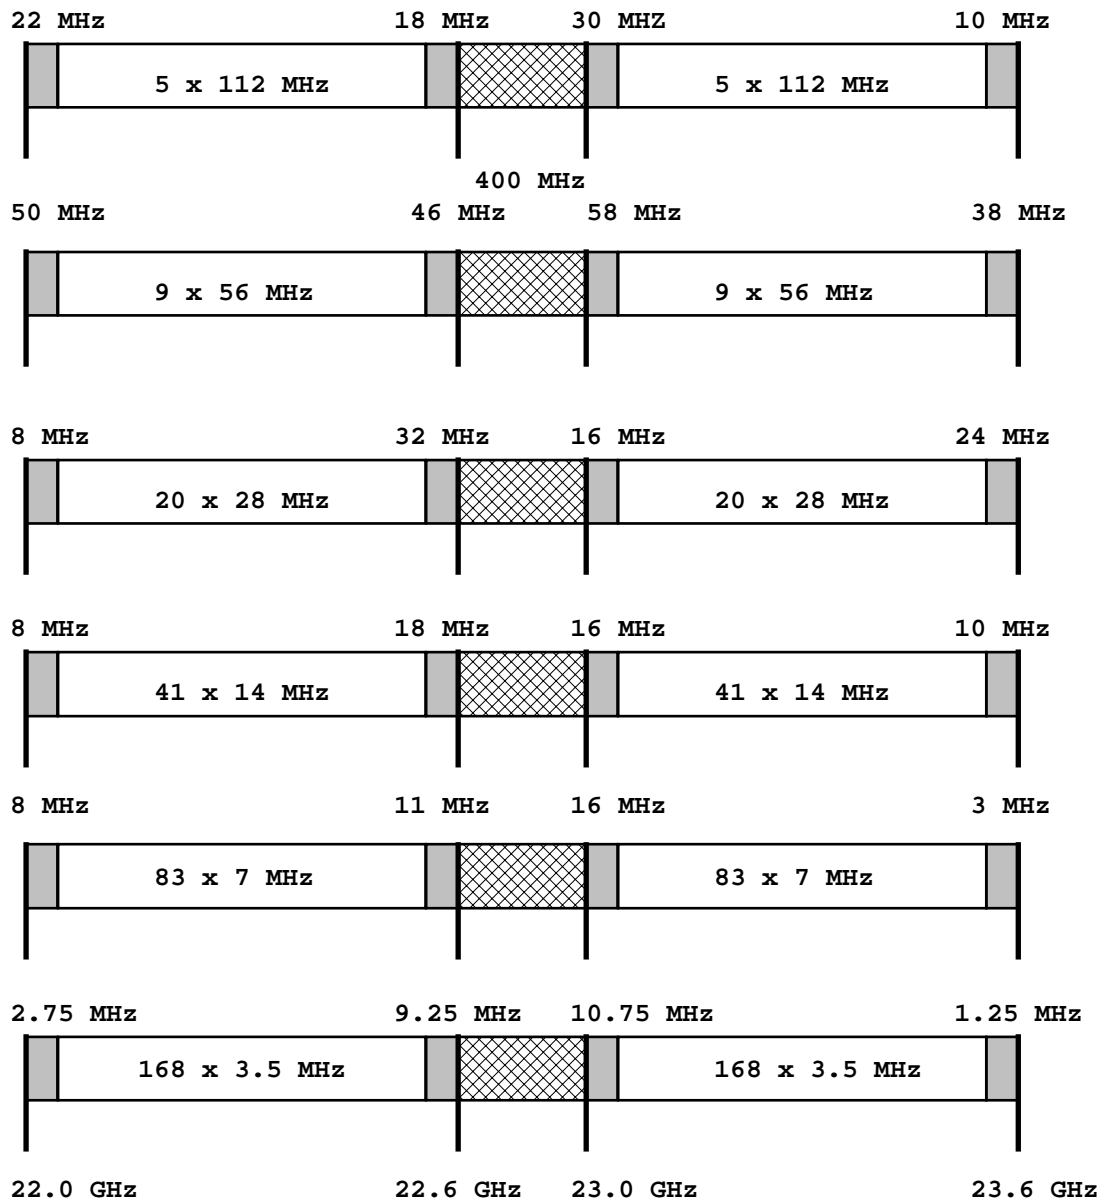 22 MHz 18 MHz 30 MHZ 10 MHz
5 x 112 MHz 5 x 112 MHz
400 MHz
50 MHz 46 MHz 58 MHz 38 MHz
9 x 56 MHz 9 x 56 MHz
8 MHz 32 MHz 16 MHz 24 MHz
20 x 28 MHz 20 x 28 MHz
8 MHz 18 MHz 16 MHz 10 MHz
41 x 14 MHz 41 x 14 MHz
8 MHz 11 MHz 16 MHz 3 MHz
83 x 7 MHz 83 x 7 MHz
2.75 MHz 9.25 MHz 10.75 MHz 1.25 MHz
168 x 3.5 MHz 168 x 3.5 MHz
22.0 GHz 22.6 GHz 23.0 GHz 23.6 GHz